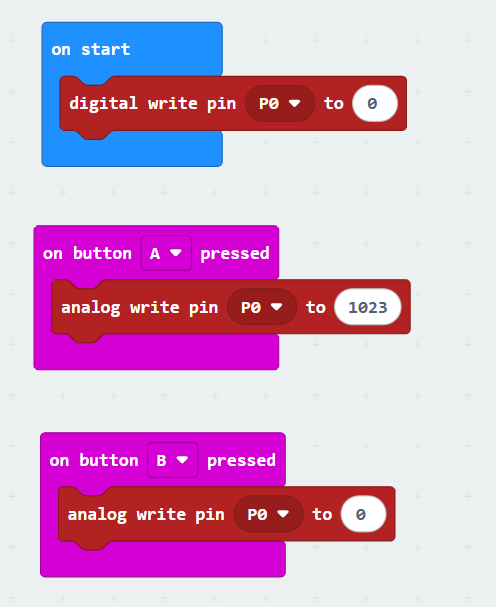 on start
digital write pin P0 to 0
on button A pressed
analog write pin P0 to 1023
on button B pressed
analog write pin P0 to 0